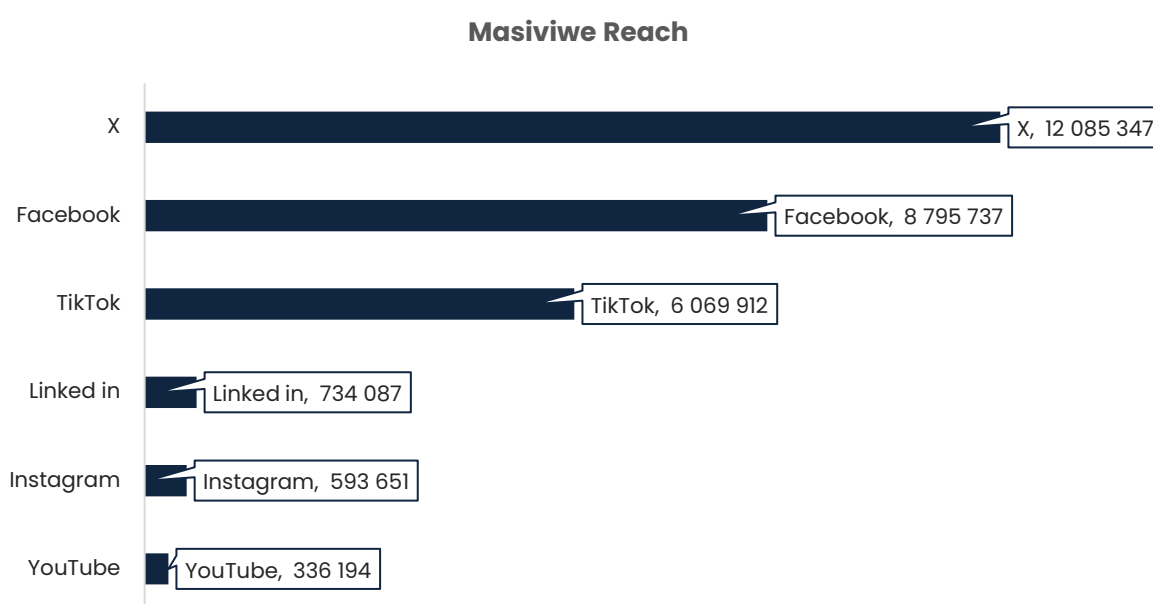 Masiviwe Reach
X
X, 12 085 347
Facebook
Facebook, 8 795 737
TikTok
TikTok, 6 069 912
Linked in
Linked in, 734 087
Instagram
Instagram, 593 651
YouTube
YouTube, 336 194